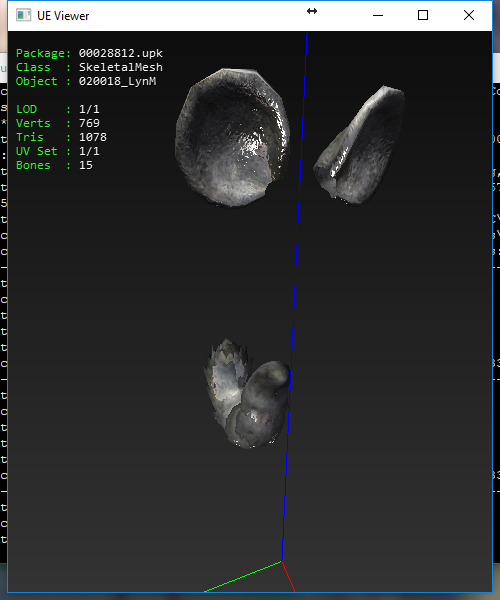 UE Viewer
Package: 00028812.upk
Class : SkeletalMesh
Object : 020018_LynM
LOD : 1/1
Verts : 769
Tris : 1078
UV Set : 1/1
Bones : 15